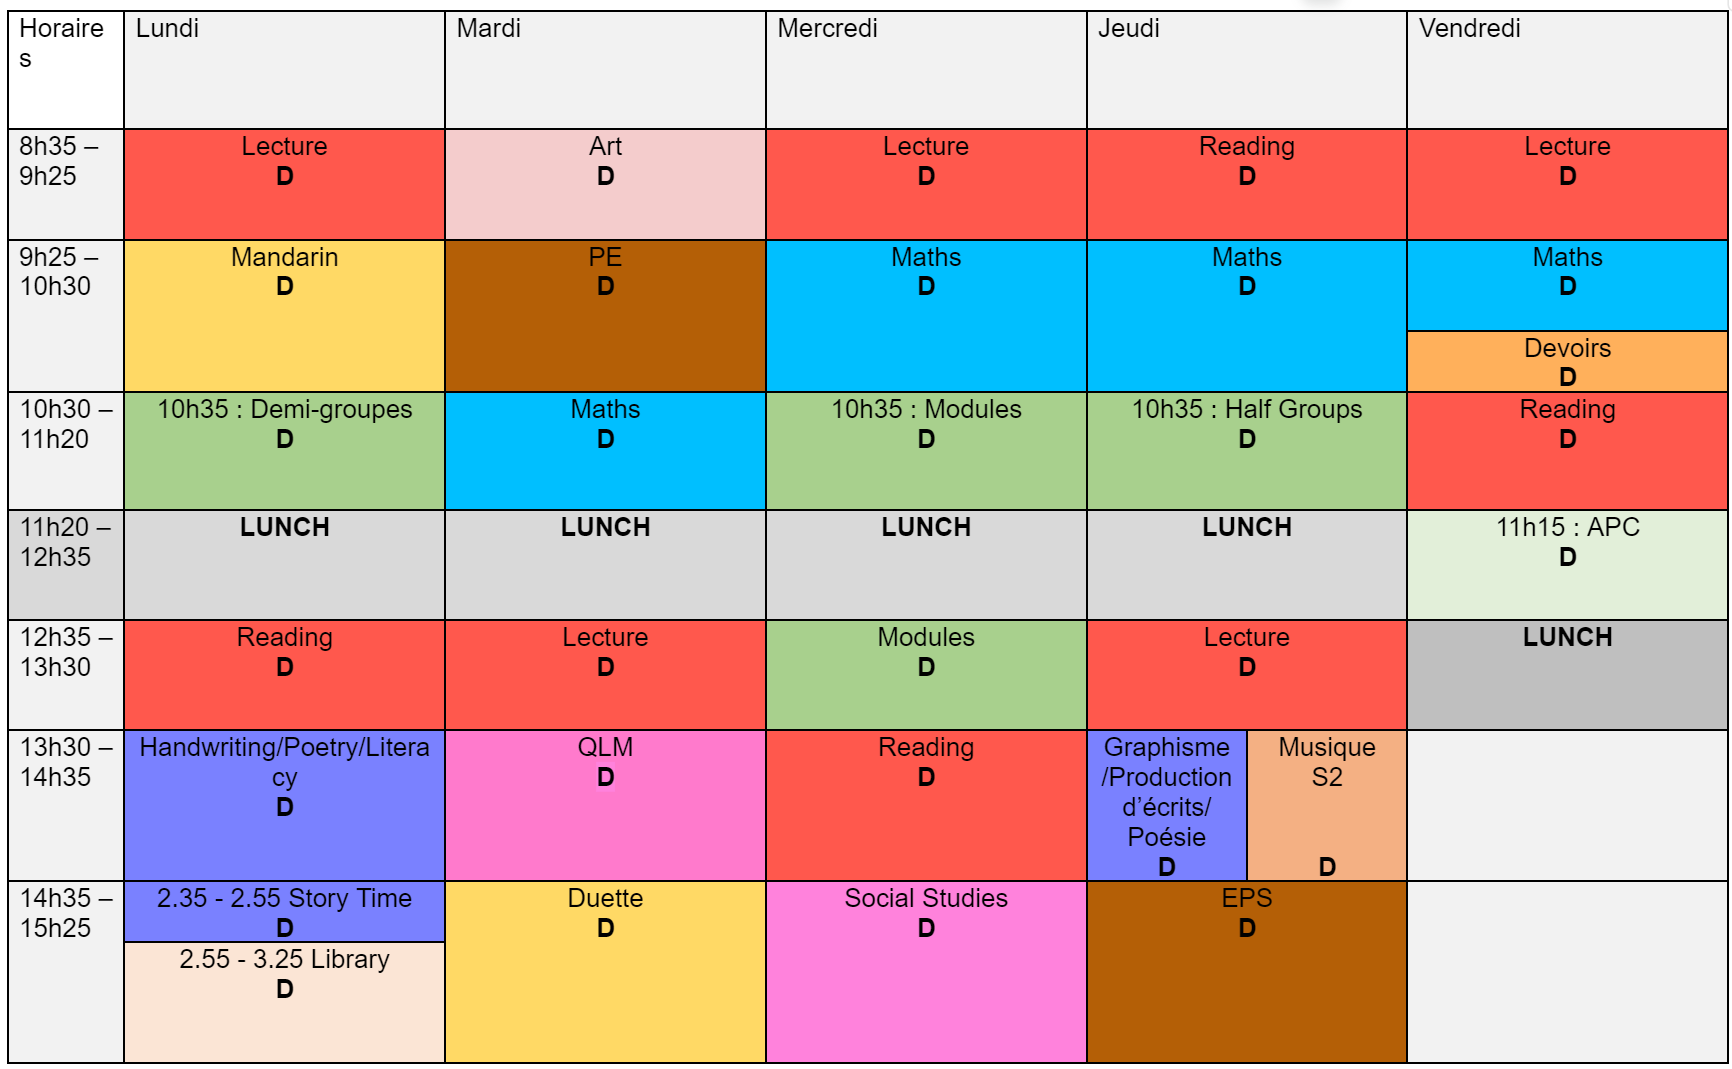 Horaire
s
Lundi
Mardi
Mercredi
Jeudi
Vendredi
8h35 –
9h25
Lecture
D
Art
D
Lecture
D
Reading
D
Lecture
D
9h25 –
10h30
Mandarin
D
PE
D
Maths
D
Maths
D
Maths
D
Devoirs
D
10h30 –
11h20
10h35 : Demi-groupes
D
Maths
D
10h35 : Modules
D
10h35 : Half Groups
D
Reading
D
11h20 –
12h35
LUNCH
LUNCH
LUNCH
LUNCH
11h15 : APC
D
12h35 –
13h30
Reading
D
Lecture
D
Modules
D
Lecture
D
LUNCH
13h30 –
14h35
Handwriting/Poetry/Litera
cy
D
QLM
D
Reading
D
Graphisme
/Production
d’écrits/
Poésie
D
Musique
S2
D
14h35 –
15h25
2.35 - 2.55 Story Time
D
2.55 - 3.25 Library
D
Duette
D
Social Studies
D
EPS
D